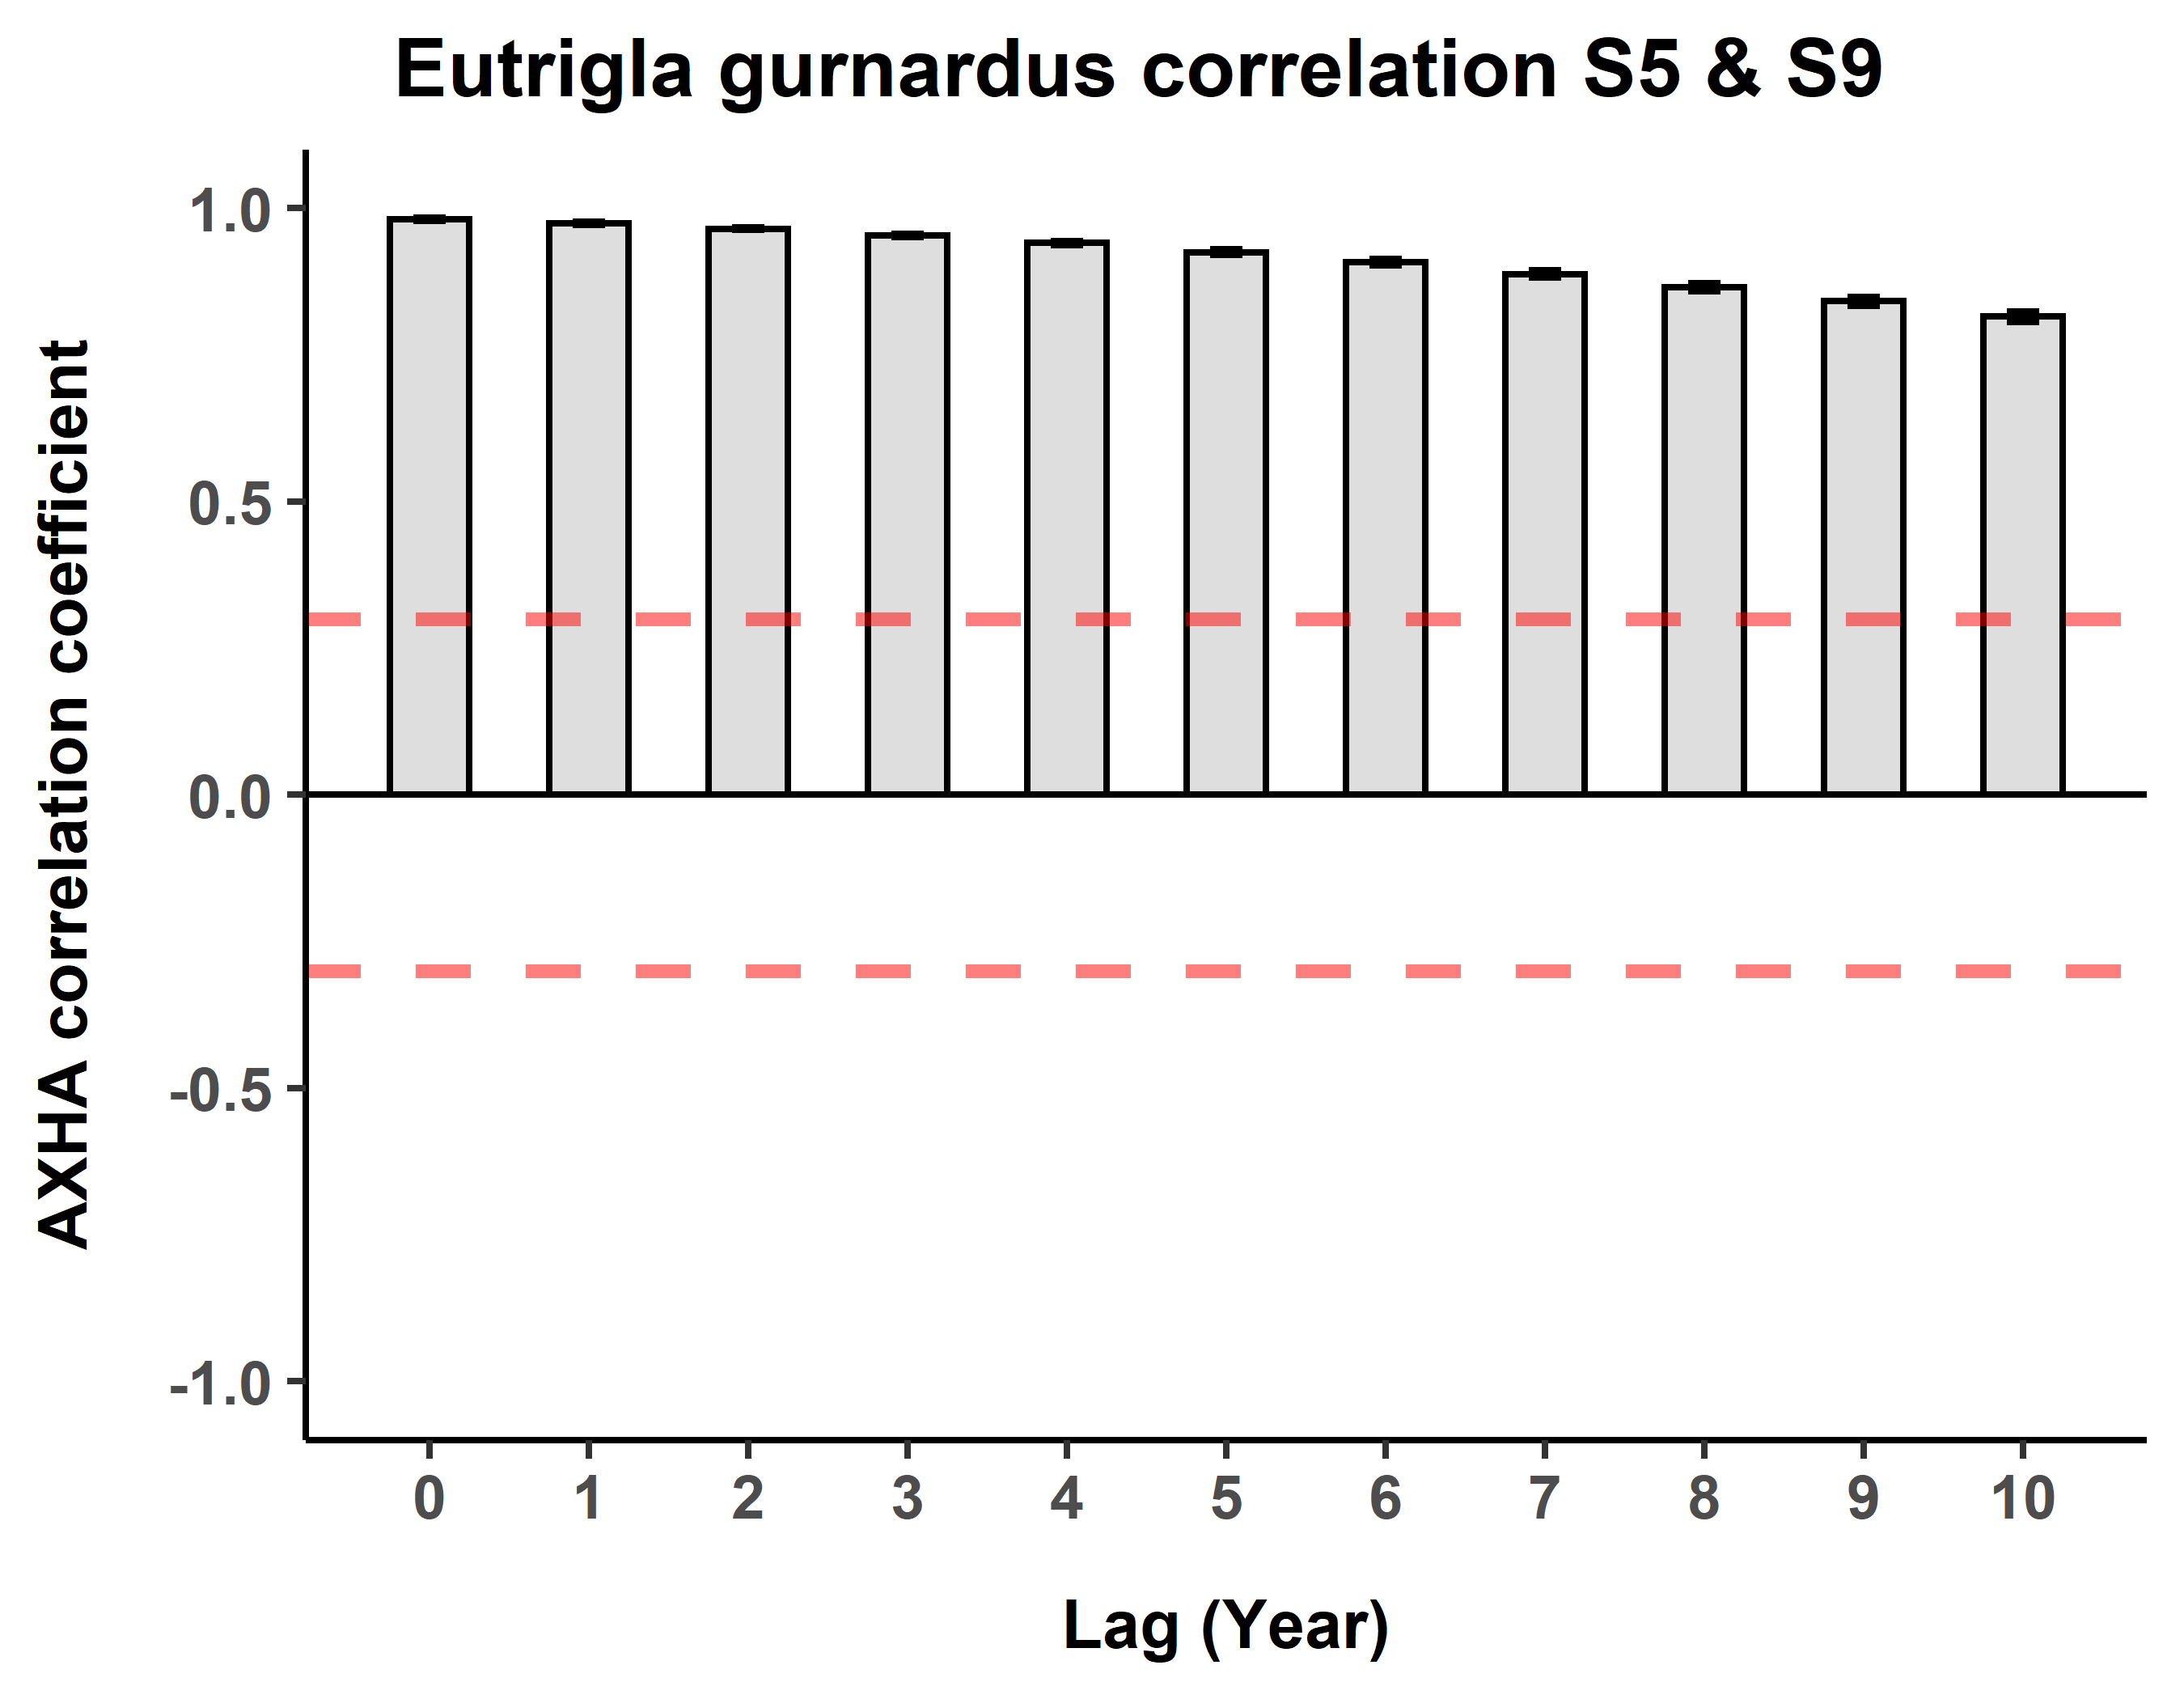 Eutrigla gurnardus correlation S5 & S9
AXHA correlation coefficient
1.0
0.5
0.0
-0.5
-1.0
0 1 2 3 4 5 6 7 8 9 10
Lag (Year)